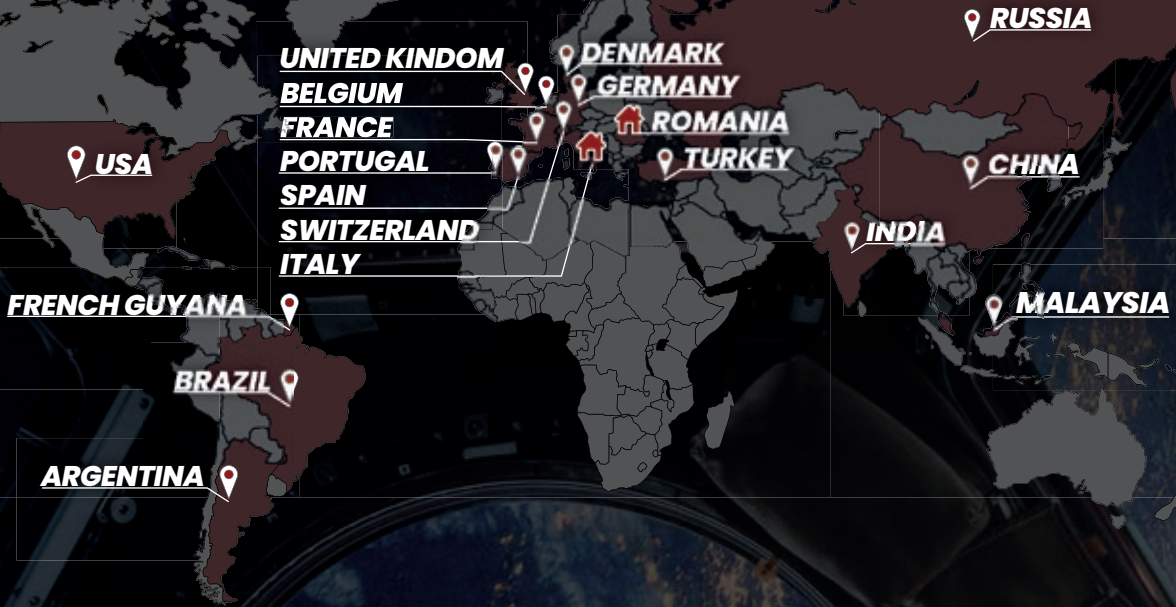 RUSSIA
UNITED KINDOM
DENMARK
BELGIUM
GERMANY
FRANCE
ROMANIA
PORTUGAL
TURKEY
USA
CHINA
SPAIN
SWITZERLAND
INDIA
ITALY
FRENCH GUYANA
MALAYSIA
BRAZIL
ARGENTINA